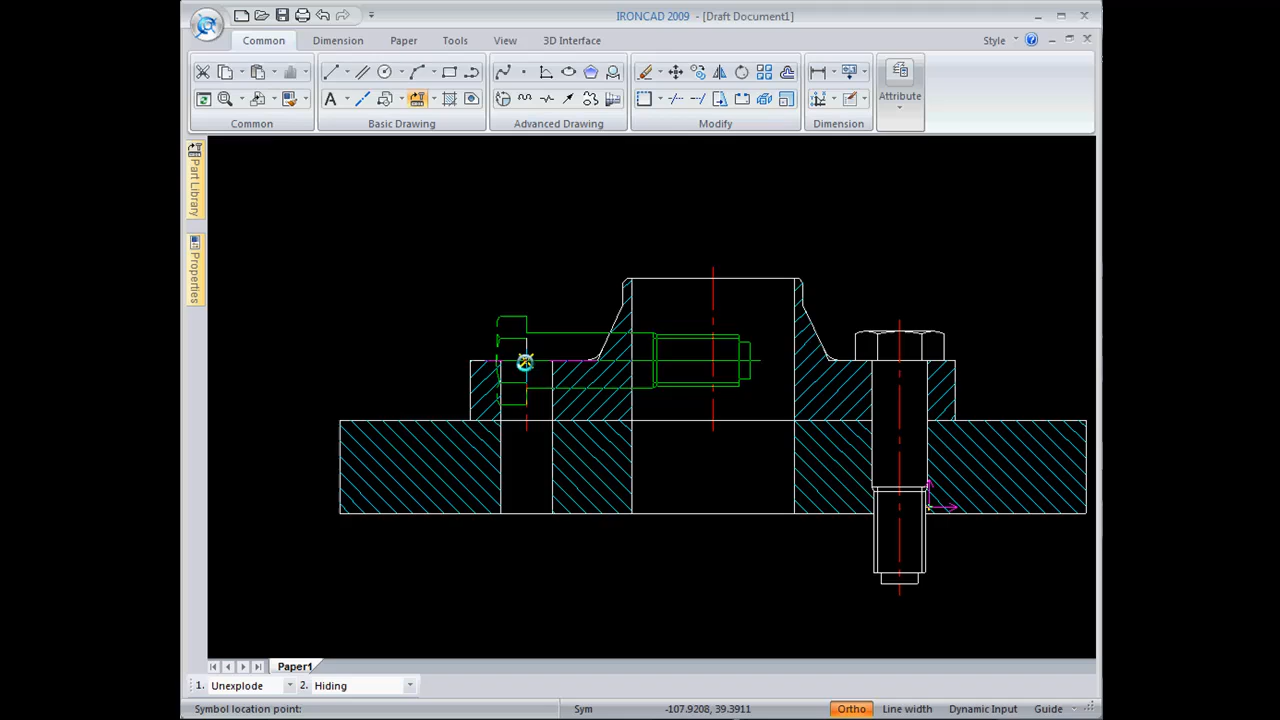 IRONCAD 2009 - [Draft Document1]
Common Dimension Paper Tools View 3D Interface Style
A
Attribute
Common Basic Drawing Advanced Drawing Modify Dimension
Part Library
Properties
Paper1
1. Unexplode 2. Hiding
Symbol location point: Sym -107.9208, 39.3911 Ortho Line width Dynamic Input Guide